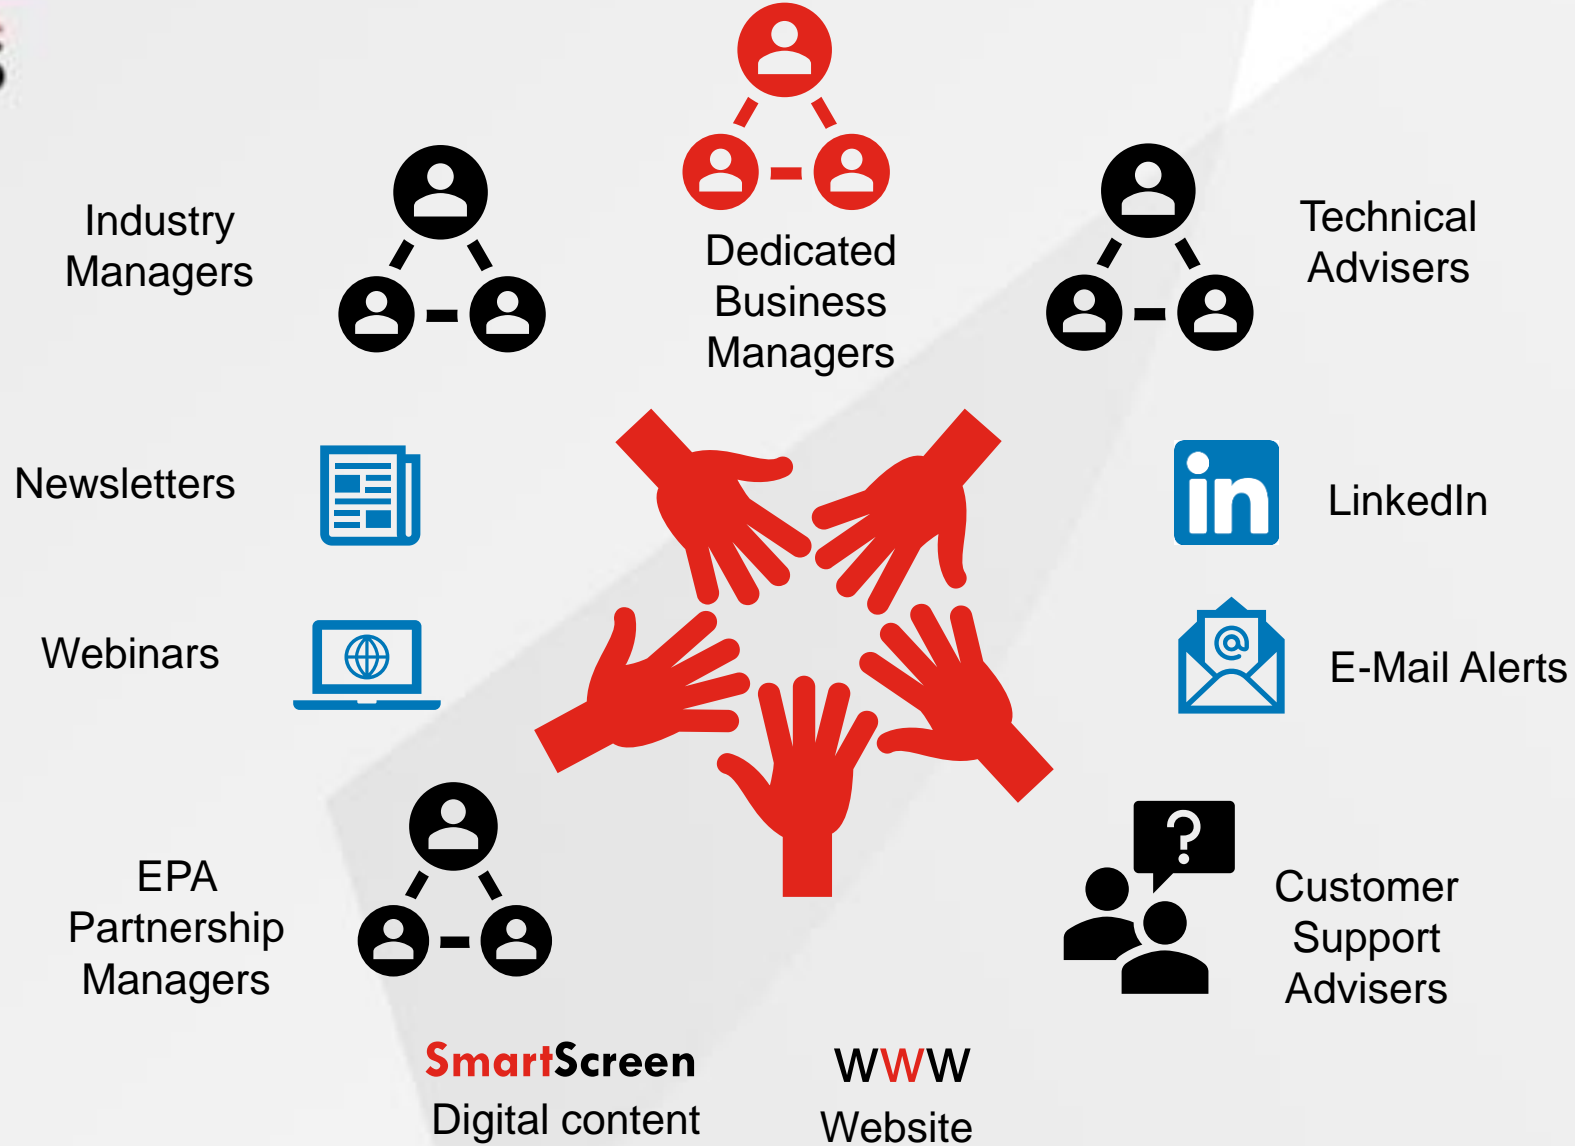 Industry
Managers
Dedicated
Business
Managers
Technical
Advisers
Newsletters
in
LinkedIn
Webinars
@
E-Mail Alerts
EPA
Partnership
Managers
?
Customer
Support
Advisers
SmartScreen
Digital content
www
Website